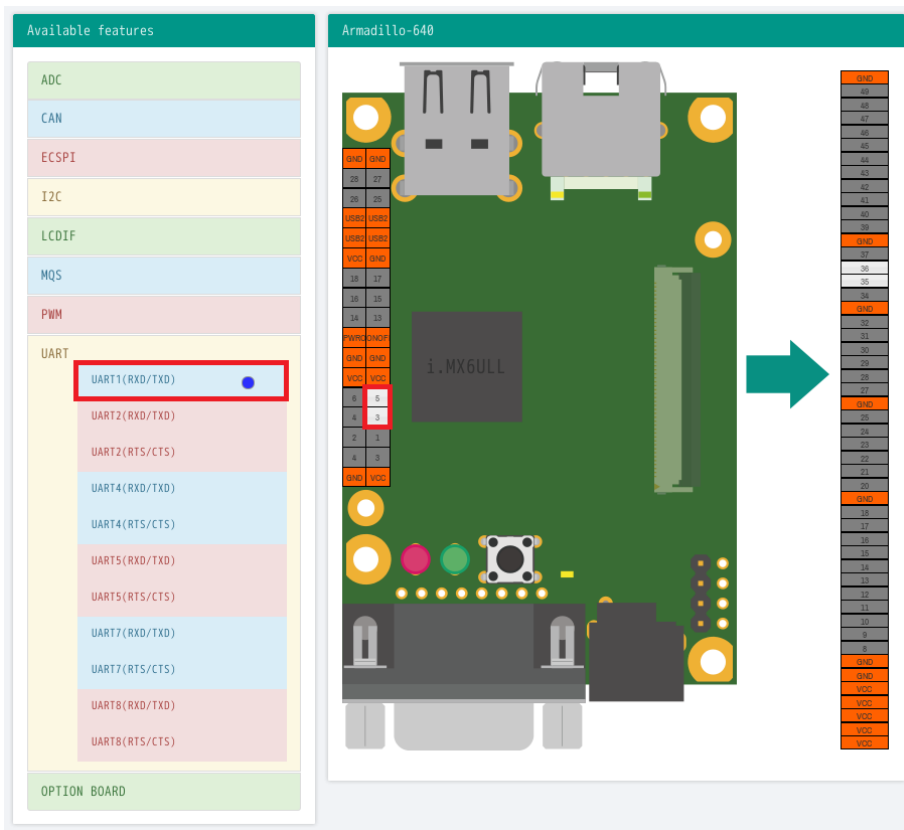 Available features
ADC
CAN
ECSPI
I2C
LCDIF
MQS
PWM
UART
UART1(RXD/TXD)
UART2(RXD/TXD)
UART2(RTS/CTS)
UART4(RXD/TXD)
UART4(RTS/CTS)
UART5(RXD/TXD)
UART5(RTS/CTS)
UART7(RXD/TXD)
UART7(RTS/CTS)
UART8(RXD/TXD)
UART8(RTS/CTS)
OPTION BOARD
Armadillo-640
GND GND
28 27
26 25
USB2 USB2
USB2 USB2
VCC GND
18 17
16 15
14 13
PWRO ONOFF
GND GND
VCC VCC
6 5
4 3
2 1
4 3
GND VCC
i.MX6ULL
GND
49
48
47
46
45
44
43
42
41
40
39
GND
37
36
35
34
GND
32
31
30
29
28
27
GND
25
24
23
22
21
20
GND
18
17
16
15
14
13
12
11
10
9
8
GND
GND
VCC
VCC
VCC
VCC
VCC